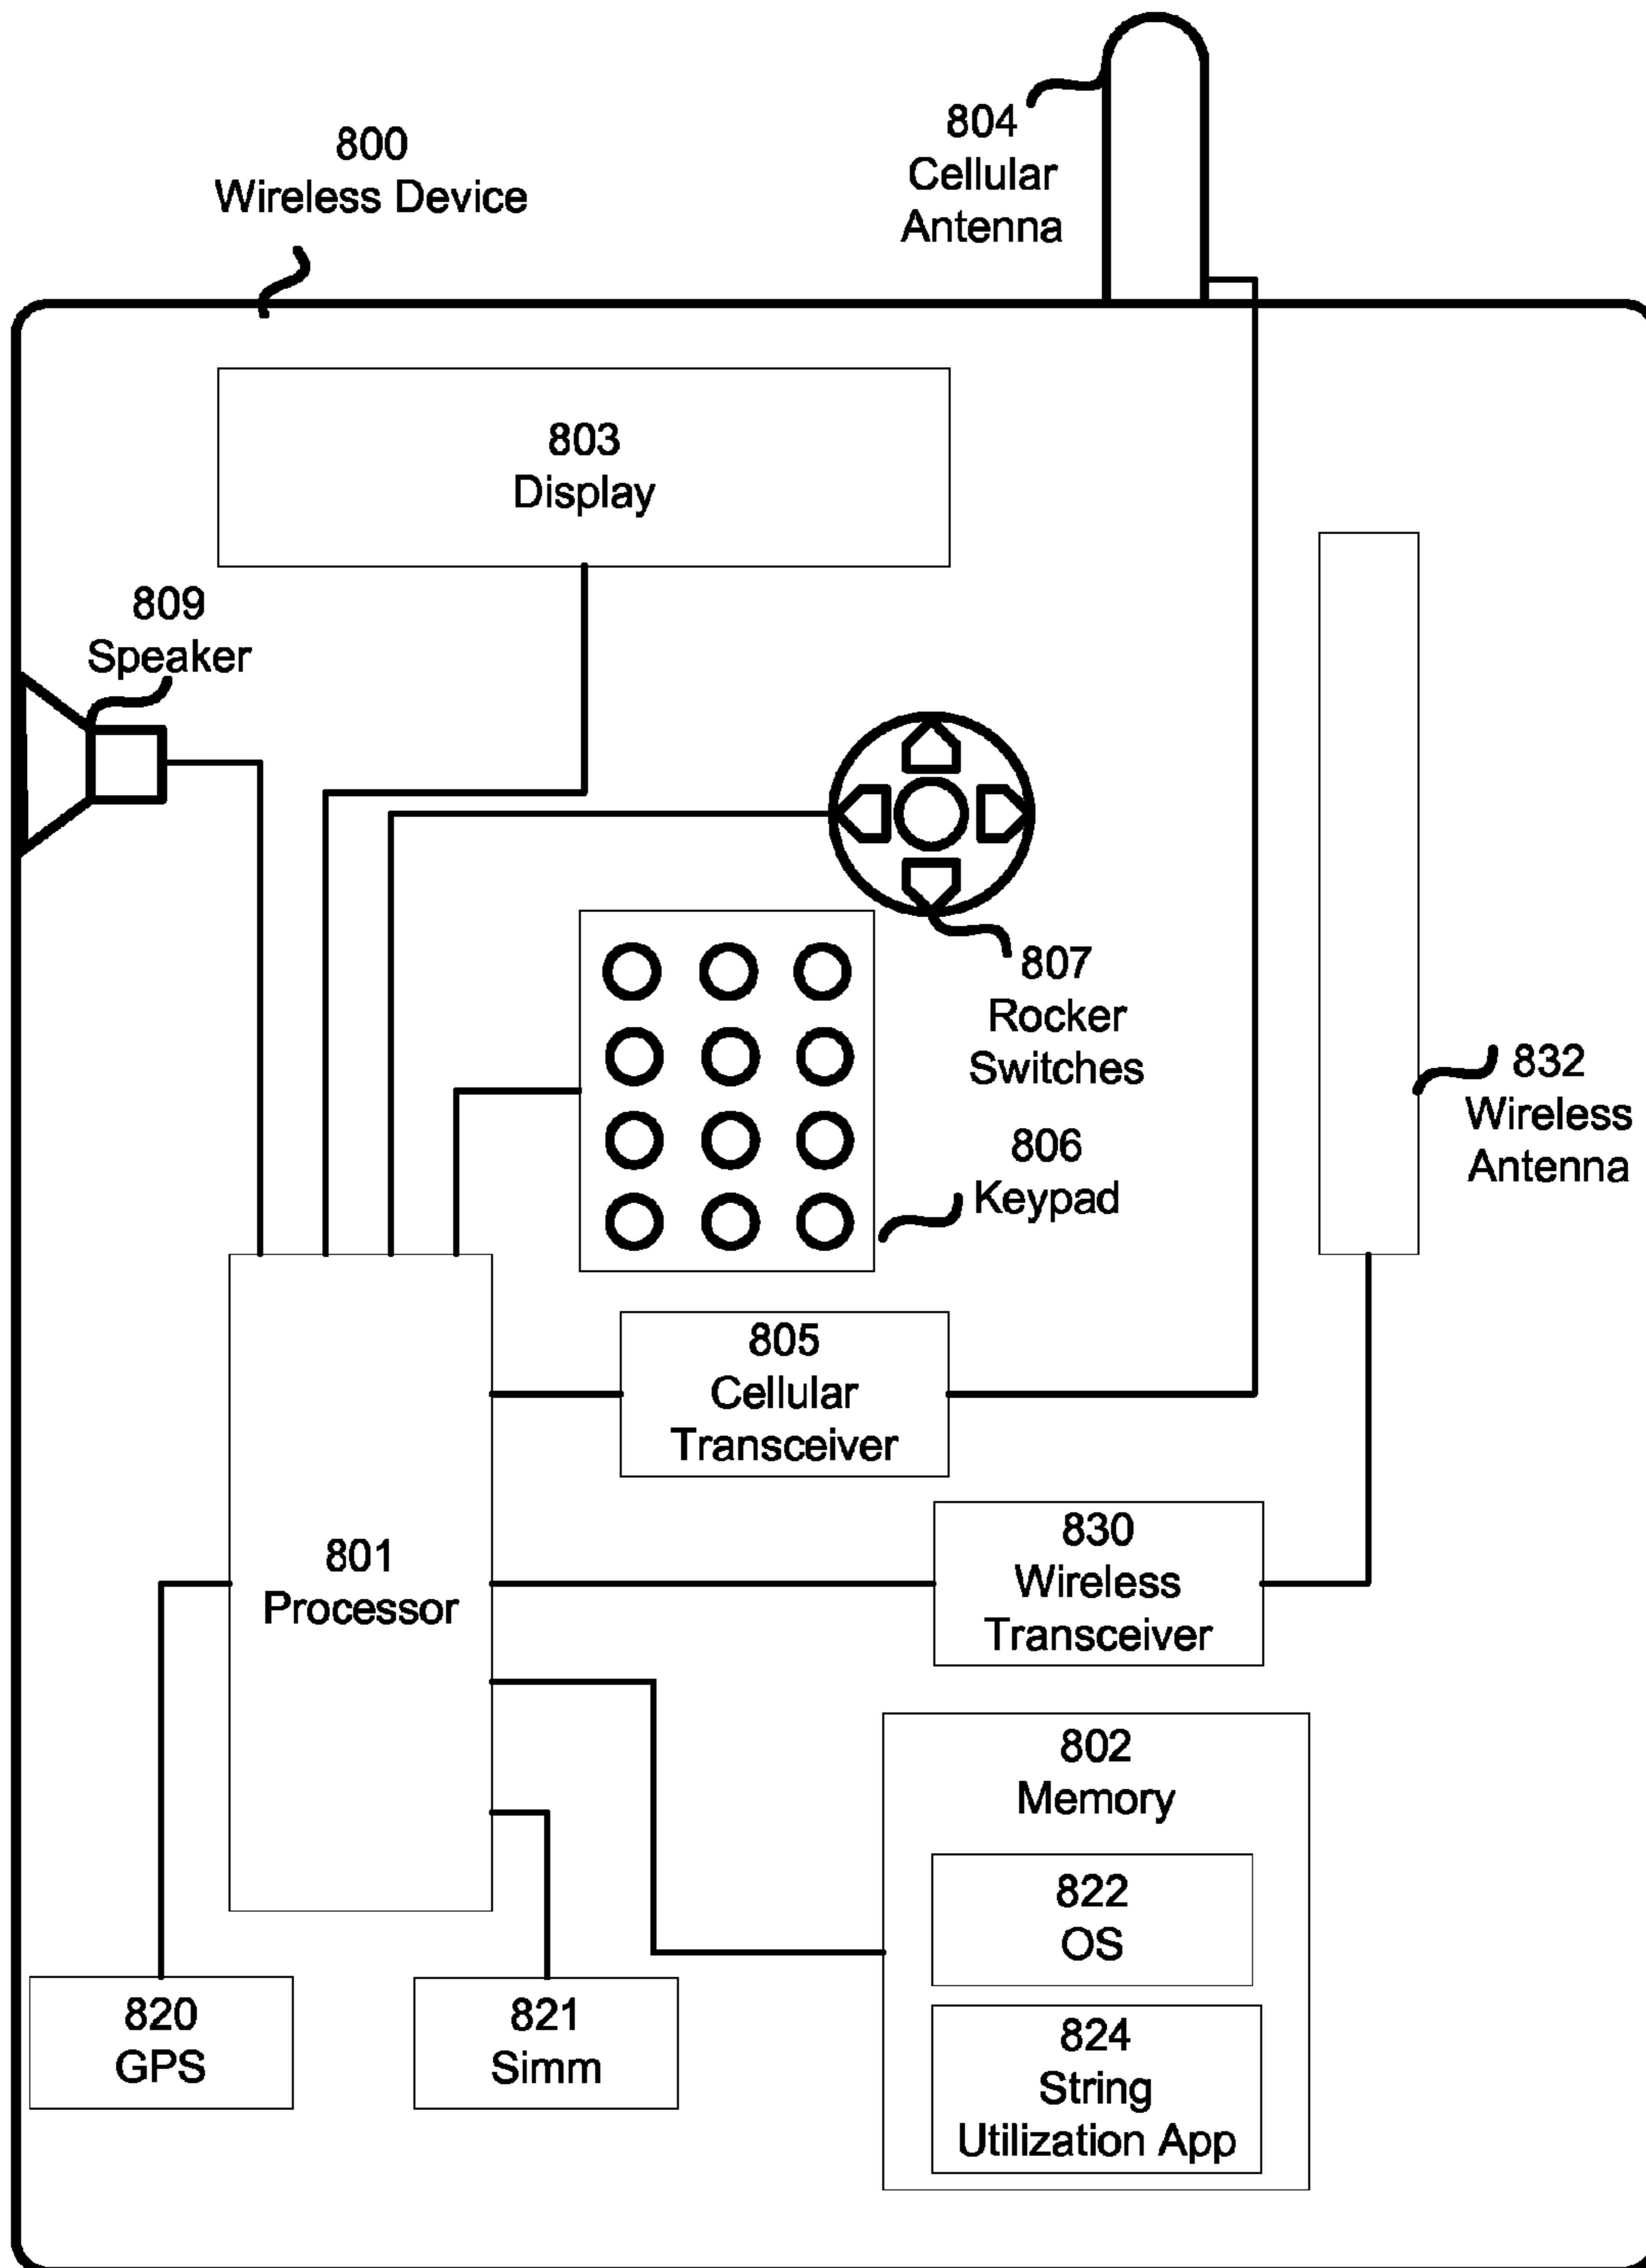 800
Wireless Device
804
Cellular
Antenna
803
Display
809
Speaker
807
Rocker
Switches
832
Wireless
Antenna
806
Keypad
805
Cellular
Transceiver
830
Wireless
Transceiver
801
Processor
802
Memory
822
OS
820
GPS
821
Simm
824
String
Utilization App